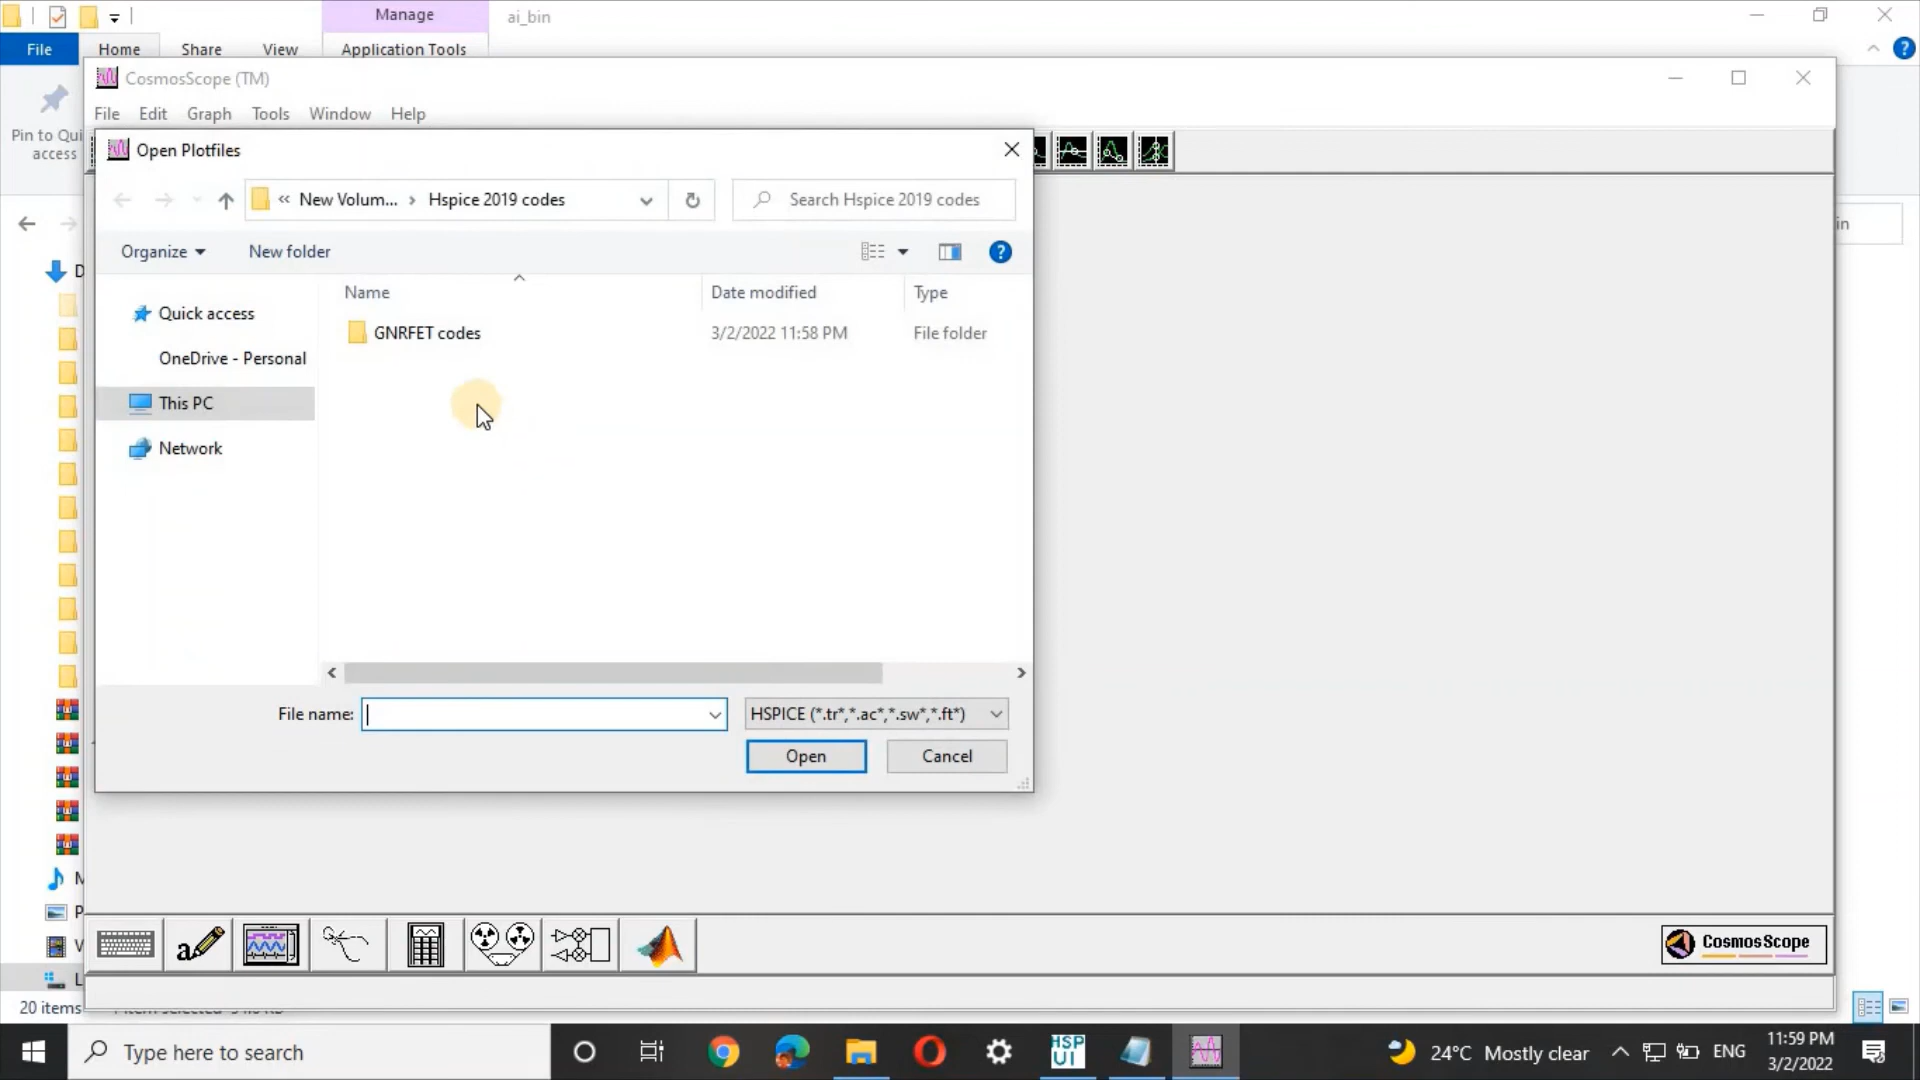 Manage
ai_bin
File
Home
Share
View
Application Tools
CosmosScope (TM)
File
Edit
Graph
Tools
Window
Help
Pin to Qui
access
Open Plotfiles
« New Volum... › Hspice 2019 codes
Search Hspice 2019 codes
in
Organize
New folder
D
Name
Date modified
Type
Quick access
GNRFET codes
3/2/2022 11:58 PM
File folder
OneDrive - Personal
This PC
Network
File name:
HSPICE (*.tr*,*.ac*,*.sw*,*.ft*)
Open
Cancel
M
P
V
L
a
CosmosScope
20 items
Type here to search
HSP
UI
24°C Mostly clear
ENG
11:59 PM
3/2/2022